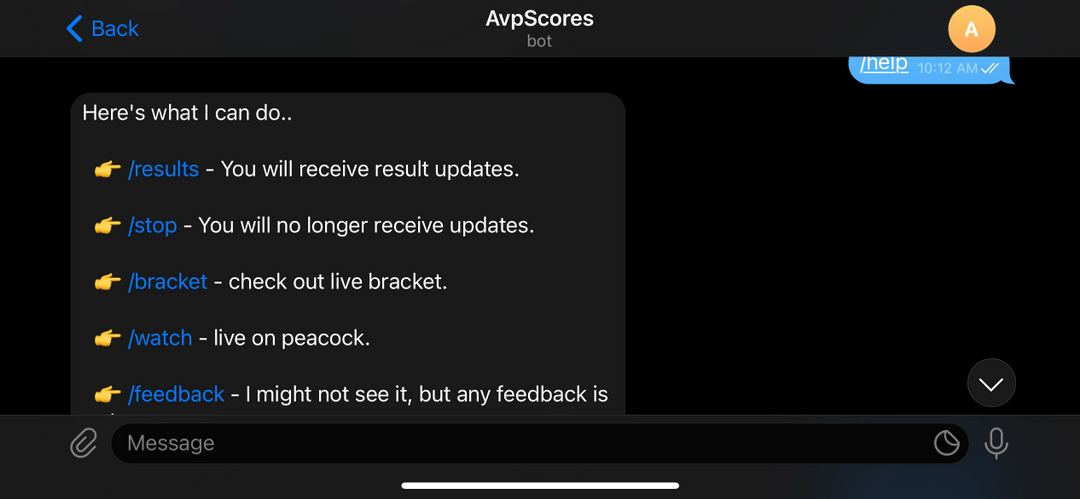 Back
AvpScores
bot
A
/help 10:12 AM
Here's what I can do..
👉 /results - You will receive result updates.
👉 /stop - You will no longer receive updates.
👉 /bracket - check out live bracket.
👉 /watch - live on peacock.
👉 /feedback - I might not see it, but any feedback is
Message